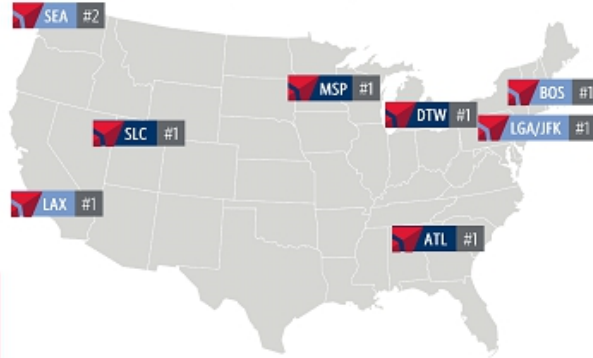 SEA #2
MSP #1
BOS #1
DTW #1
LGA/JFK #1
SLC #1
LAX #1
ATL #1